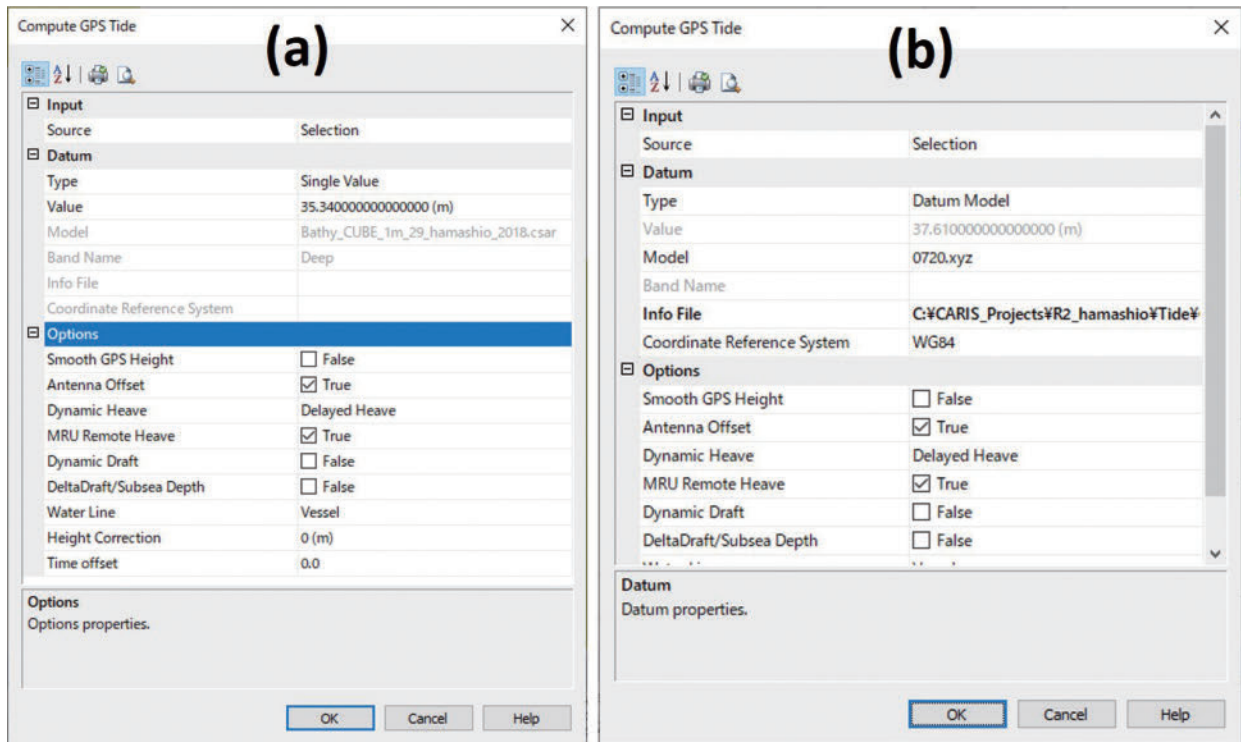 Compute GPS Tide
(a)
Input
Source Selection
Datum
Type Single Value
Value 35.340000000000000 (m)
Model Bathy_CUBE_1m_29_hamashio_2018.csar
Band Name Deep
Info File
Coordinate Reference System
Options
Smooth GPS Height False
Antenna Offset True
Dynamic Heave Delayed Heave
MRU Remote Heave True
Dynamic Draft False
DeltaDraft/Subsea Depth False
Water Line Vessel
Height Correction 0 (m)
Time offset 0.0
Options
Options properties.
OK Cancel Help
Compute GPS Tide
(b)
Input
Source Selection
Datum
Type Datum Model
Value 37.610000000000000 (m)
Model 0720.xyz
Band Name
Info File C:¥CARIS_Projects¥R2_hamashio¥Tide¥
Coordinate Reference System WG84
Options
Smooth GPS Height False
Antenna Offset True
Dynamic Heave Delayed Heave
MRU Remote Heave True
Dynamic Draft False
DeltaDraft/Subsea Depth False
Datum
Datum properties.
OK Cancel Help